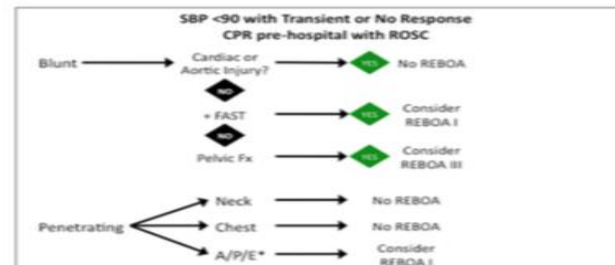 SBP <90 with Transient or No Response
CPR pre-hospital with ROSC
Blunt
Cardiac or
Aortic Injury?
YES
No REBOA
NO
+ FAST
YES
Consider
REBOA I
NO
Pelvic Fx
YES
Consider
REBOA III
Penetrating
Neck
No REBOA
Chest
No REBOA
A/P/E*
Consider
REBOA I